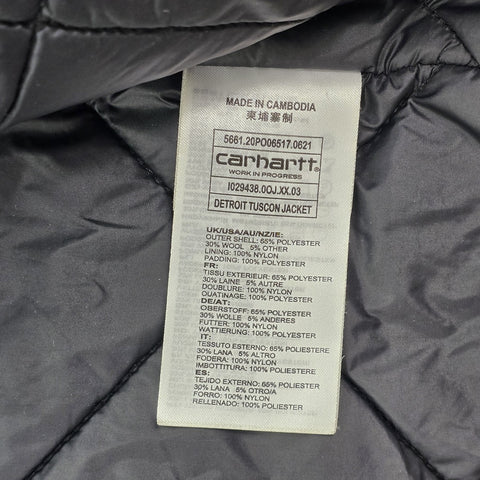 MADE IN CAMBODIA
柬埔寨制
5661.20PO06517.0621
carhartt
WORK IN PROGRESS
I029438.0OJ.XX.03
DETROIT TUSCON JACKET
UK/USA/AU/NZ/IE:
OUTER SHELL: 65% POLYESTER
30% WOOL 5% OTHER
LINING: 100% NYLON
PADDING: 100% NYLON
FR:
TISSU EXTERIEUR: 65% POLYESTER
30% LAINE 5% AUTRE
DOUBLURE: 100% NYLON
OUATINAGE: 100% NYLON
DE/AT:
OBERSTOFF: 65% POLYESTER
30% WOLLE 5% ANDERES
FUTTER: 100% NYLON
WATTIERUNG: 100% POLYESTER
IT:
TESSUTO ESTERNO: 65% POLIESTERE
30% LANA 5% ALTRO
FODERA: 100% NYLON
IMBOTTITURA: 100% POLIESTERE
ES:
TEJIDO EXTERNO: 65% POLIESTER
30% LANA 5% OTRO/A
FORRO: 100% NYLON
RELLENADO: 100% POLIESTER